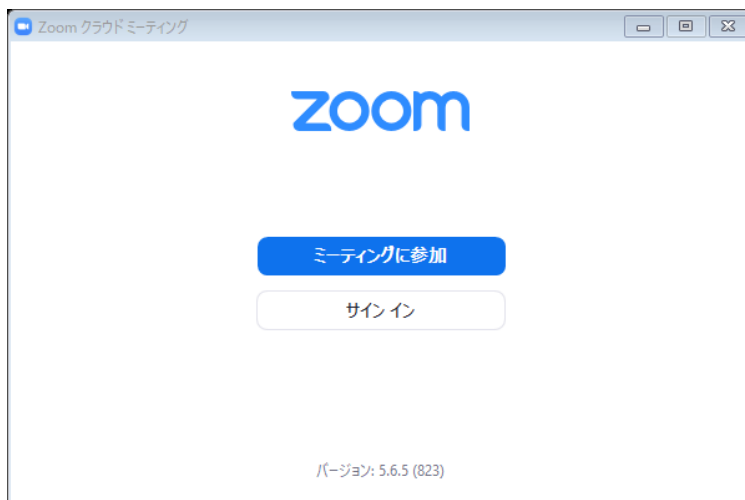 Zoom クラウド ミーティング
zoom
ミーティングに参加
サイン イン
バージョン: 5.6.5 (823)